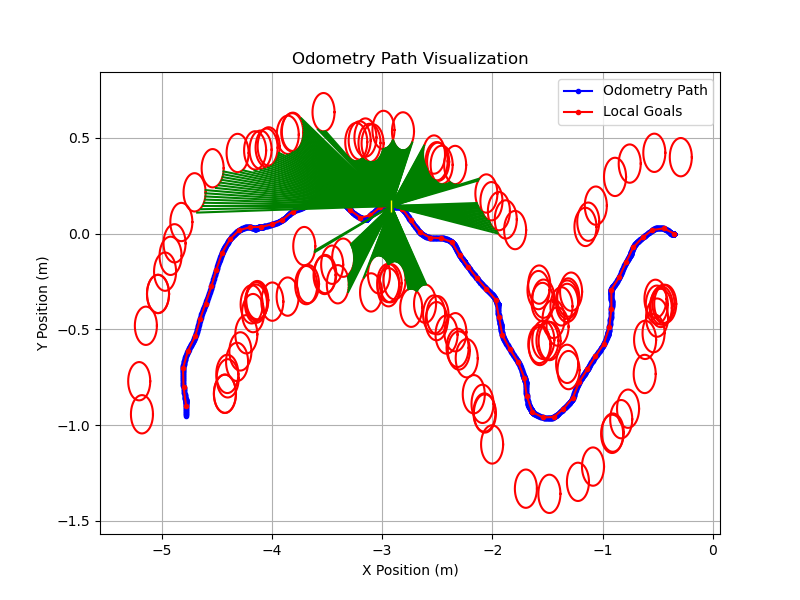 Odometry Path Visualization
Odometry Path
Local Goals
Y Position (m)
0.5
0.0
−0.5
−1.0
−1.5
−5 −4 −3 −2 −1 0
X Position (m)